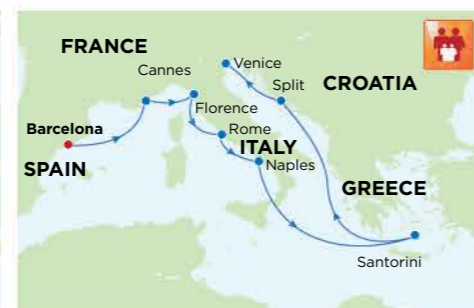 FRANCE
Venice
Cannes
Split
CROATIA
Florence
Barcelona
Rome
SPAIN
ITALY
Naples
GREECE
Santorini